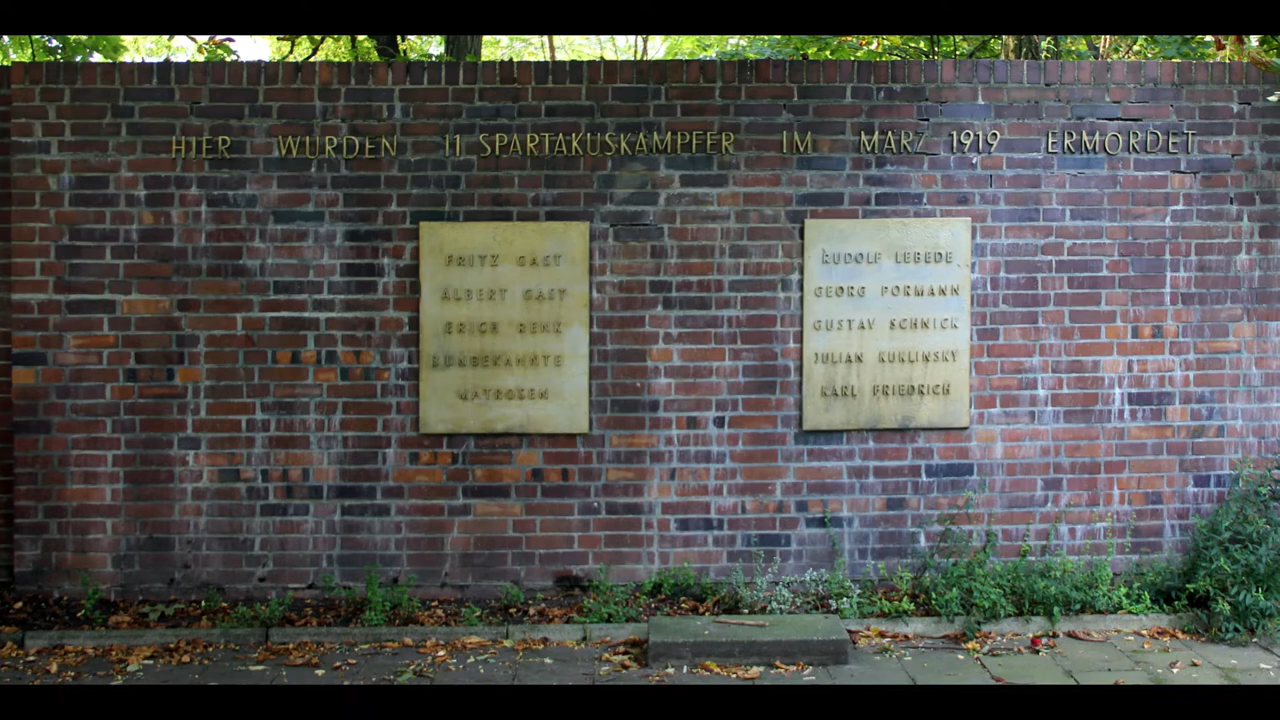 HIER WURDEN 11 SPARTAKUSKÄMPFER IM MÄRZ 1919 ERMORDET
FRITZ GAST
ALBERT GAST
ERICH RENK
3 UNBEKANNTE
MATROSEN
RUDOLF LEBEDE
GEORG PORMANN
GUSTAV SCHNICK
JULIAN KUKLINSKY
KARL FRIEDRICH